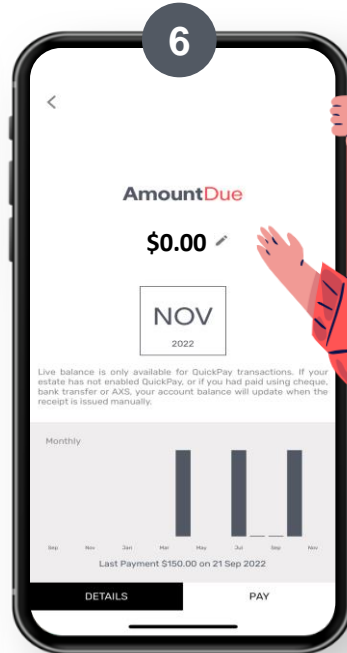 6
<
AmountDue
$0.00
NOV
2022
Live balance is only available for QuickPay transactions. If your
estate has not enabled QuickPay, or if you had paid using cheque,
bank transfer or AXS, your account balance will update when the
receipt is issued manually.
Monthly
Sep Nov Jan Mar May Jul Sep Nov
Last Payment $150.00 on 21 Sep 2022
DETAILS PAY